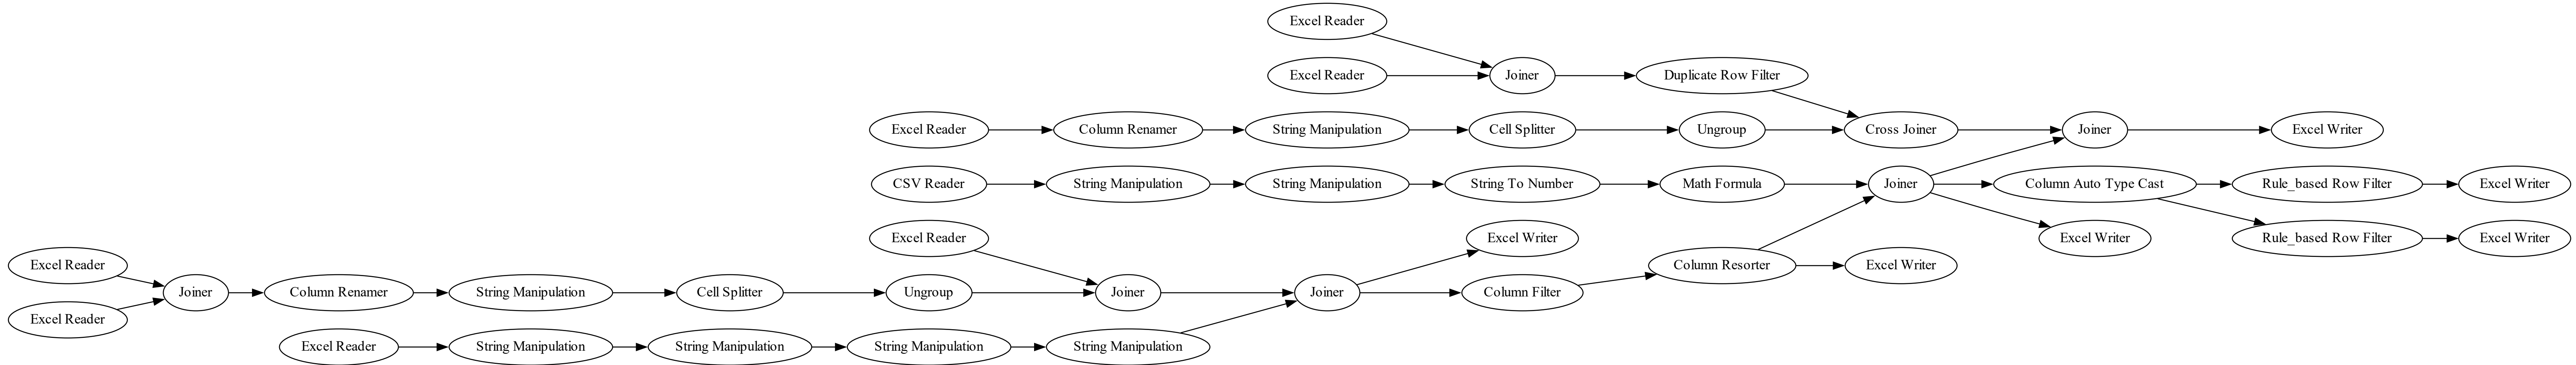 Excel Reader
Excel Reader
Joiner
Duplicate Row Filter
Excel Reader
Column Renamer
String Manipulation
Cell Splitter
Ungroup
Cross Joiner
Joiner
Excel Writer
CSV Reader
String Manipulation
String Manipulation
String To Number
Math Formula
Joiner
Column Auto Type Cast
Rule_based Row Filter
Excel Writer
Excel Reader
Excel Writer
Excel Writer
Rule_based Row Filter
Excel Writer
Excel Reader
Column Resorter
Excel Writer
Joiner
Column Renamer
String Manipulation
Cell Splitter
Ungroup
Joiner
Joiner
Column Filter
Excel Reader
Excel Reader
String Manipulation
String Manipulation
String Manipulation
String Manipulation